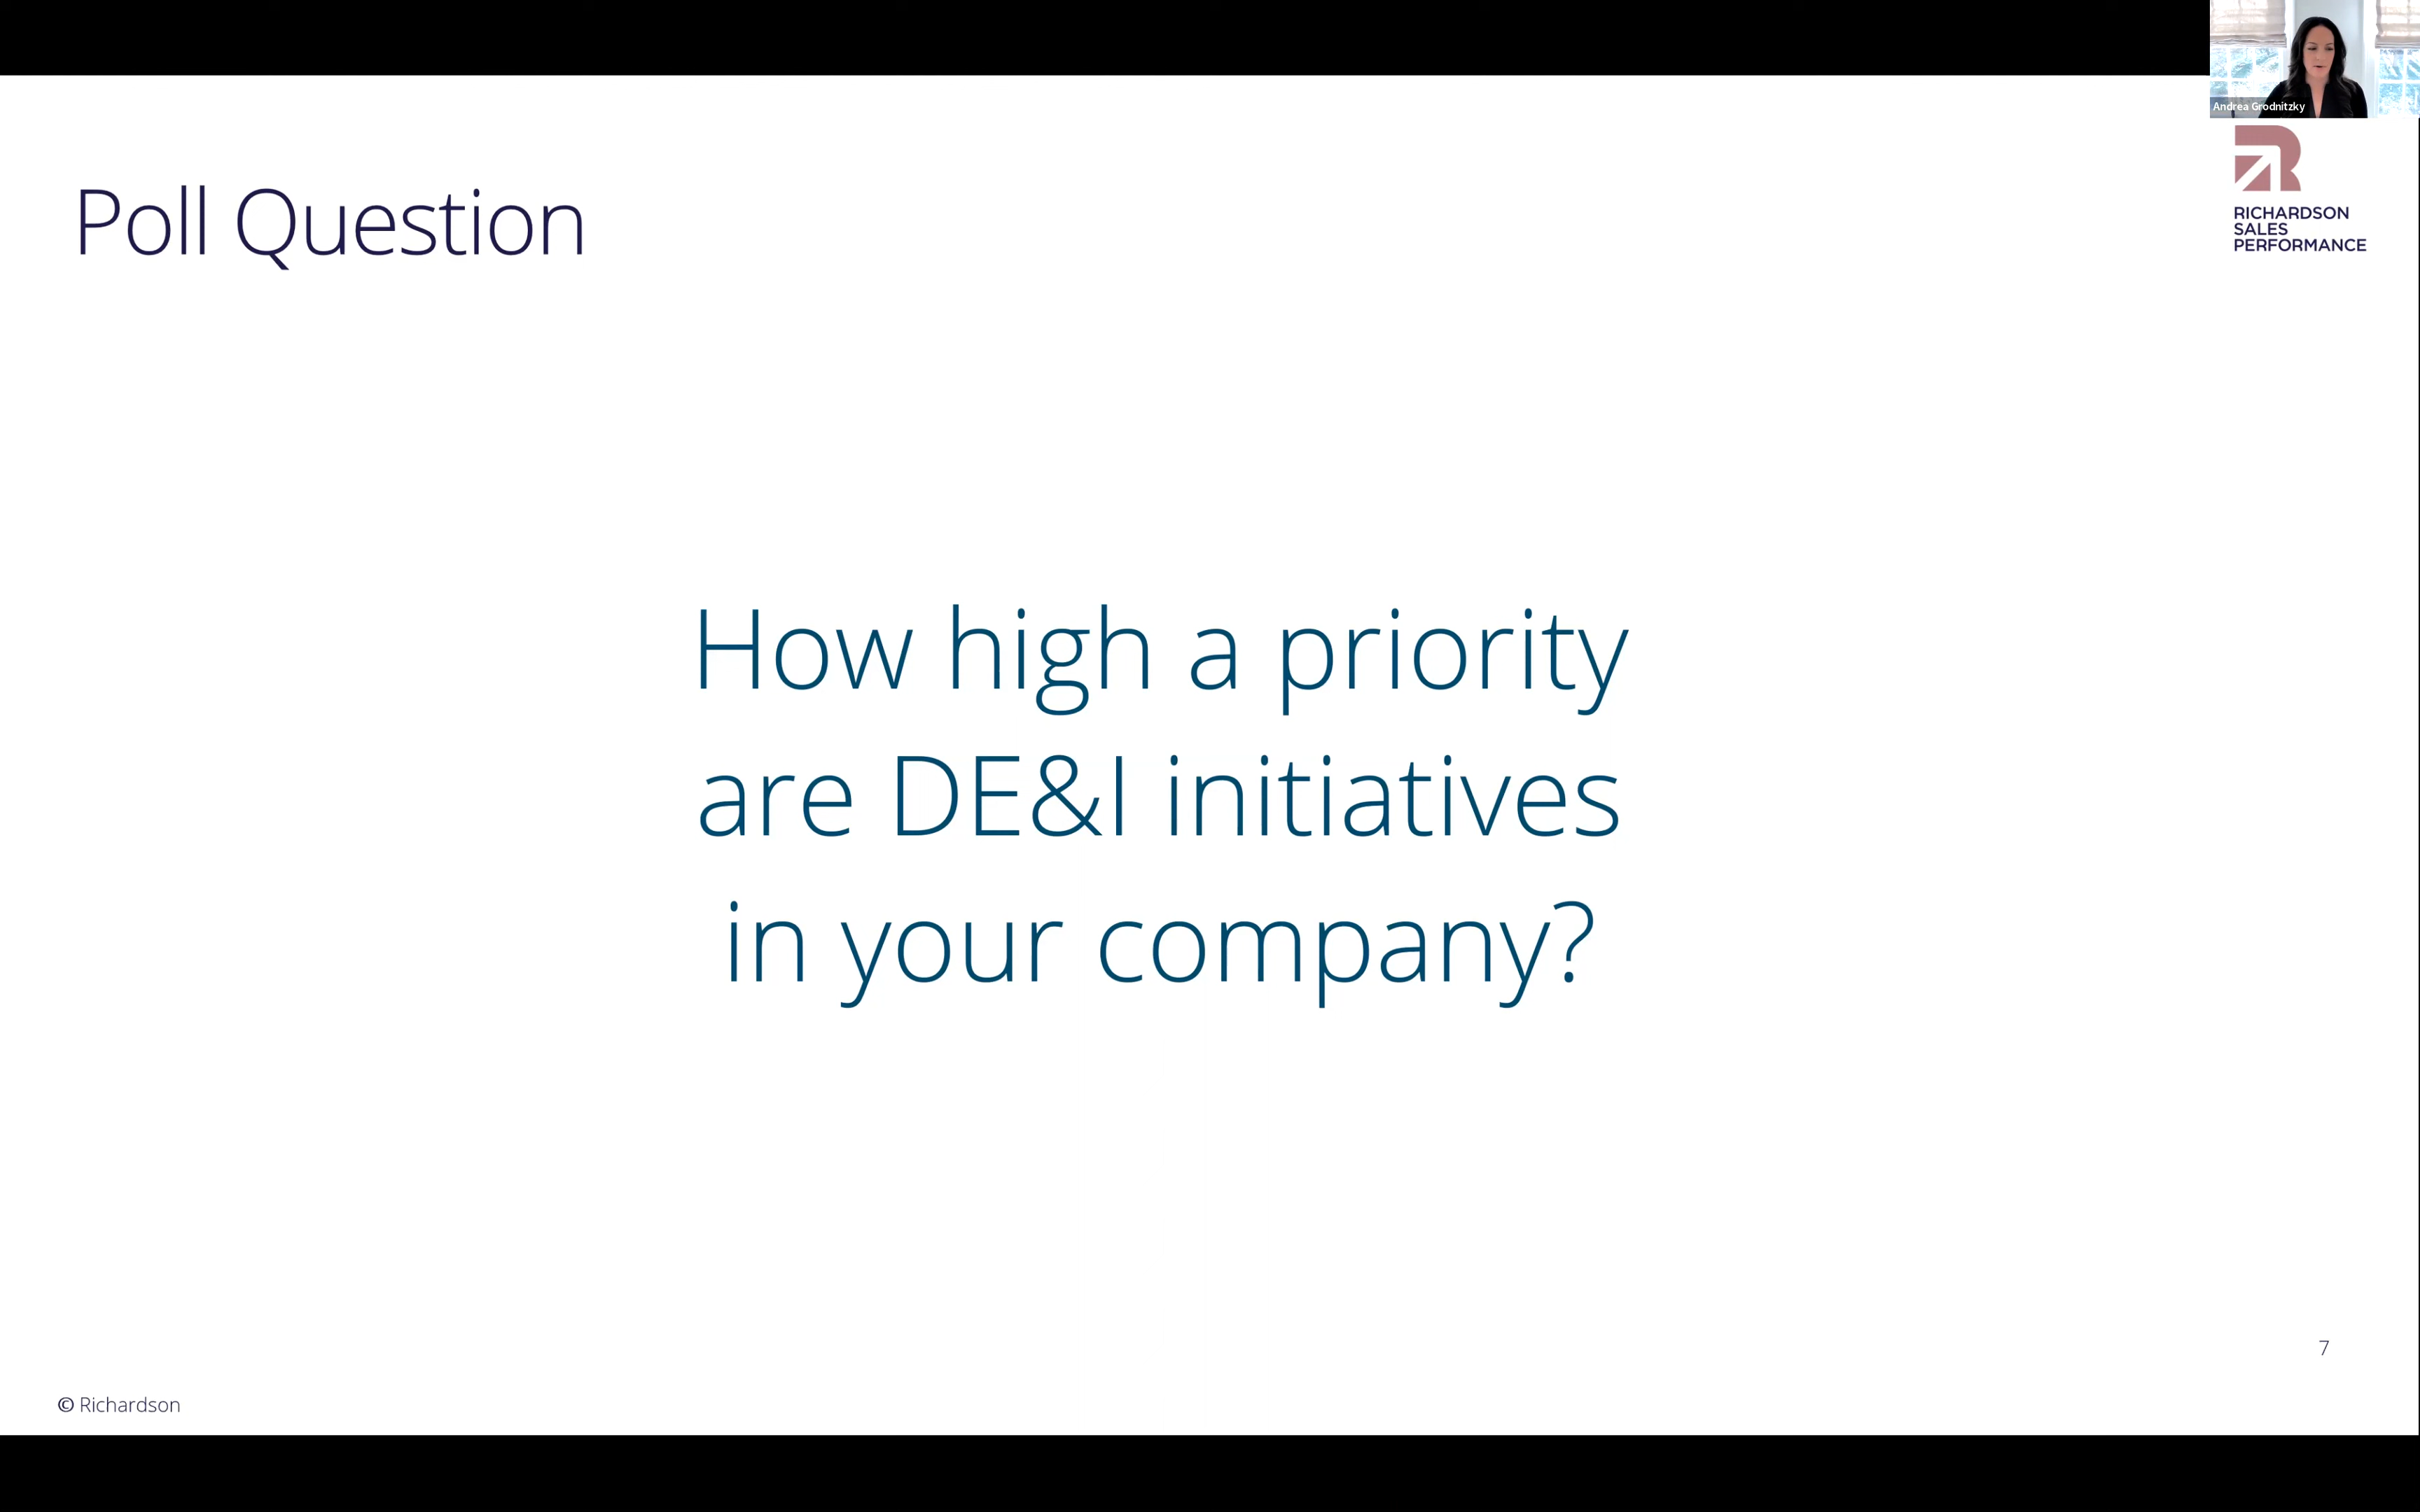 Andrea Grodnitzky
RICHARDSON
SALES
PERFORMANCE
Poll Question
How high a priority
are DE&I initiatives
in your company?
7
© Richardson